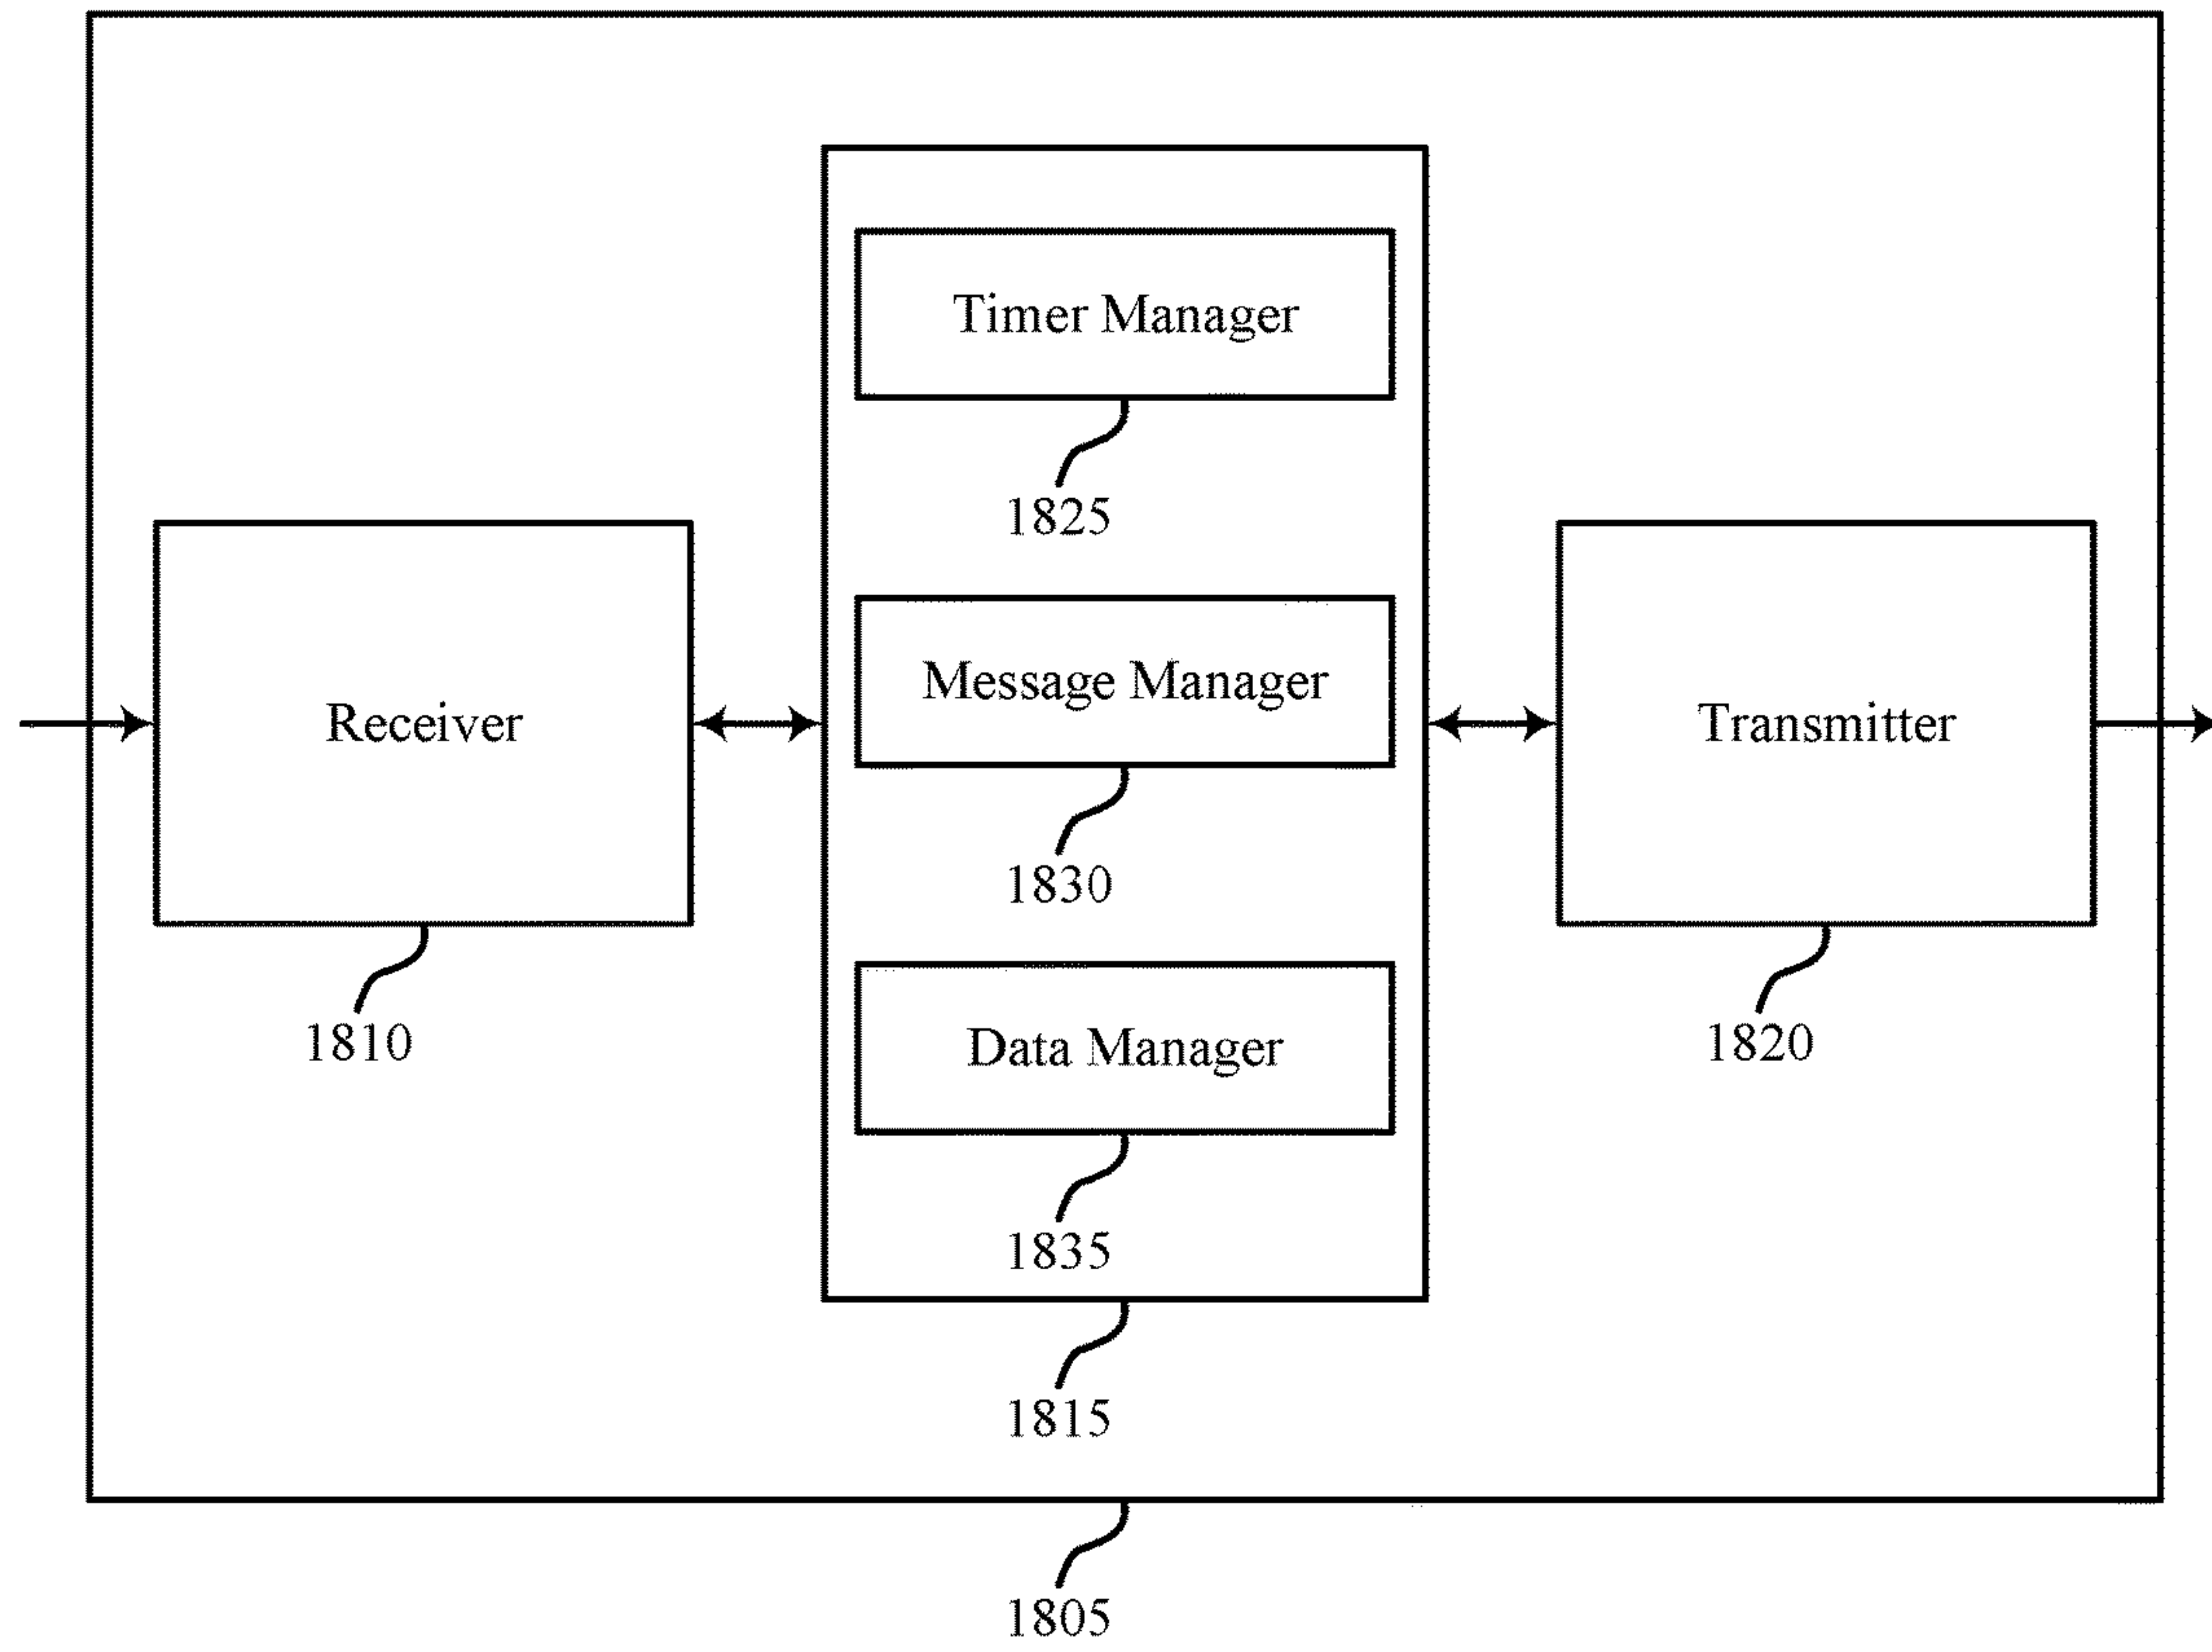 Timer Manager
1825
Receiver
1810
Message Manager
1830
Transmitter
1820
Data Manager
1835
1815
1805